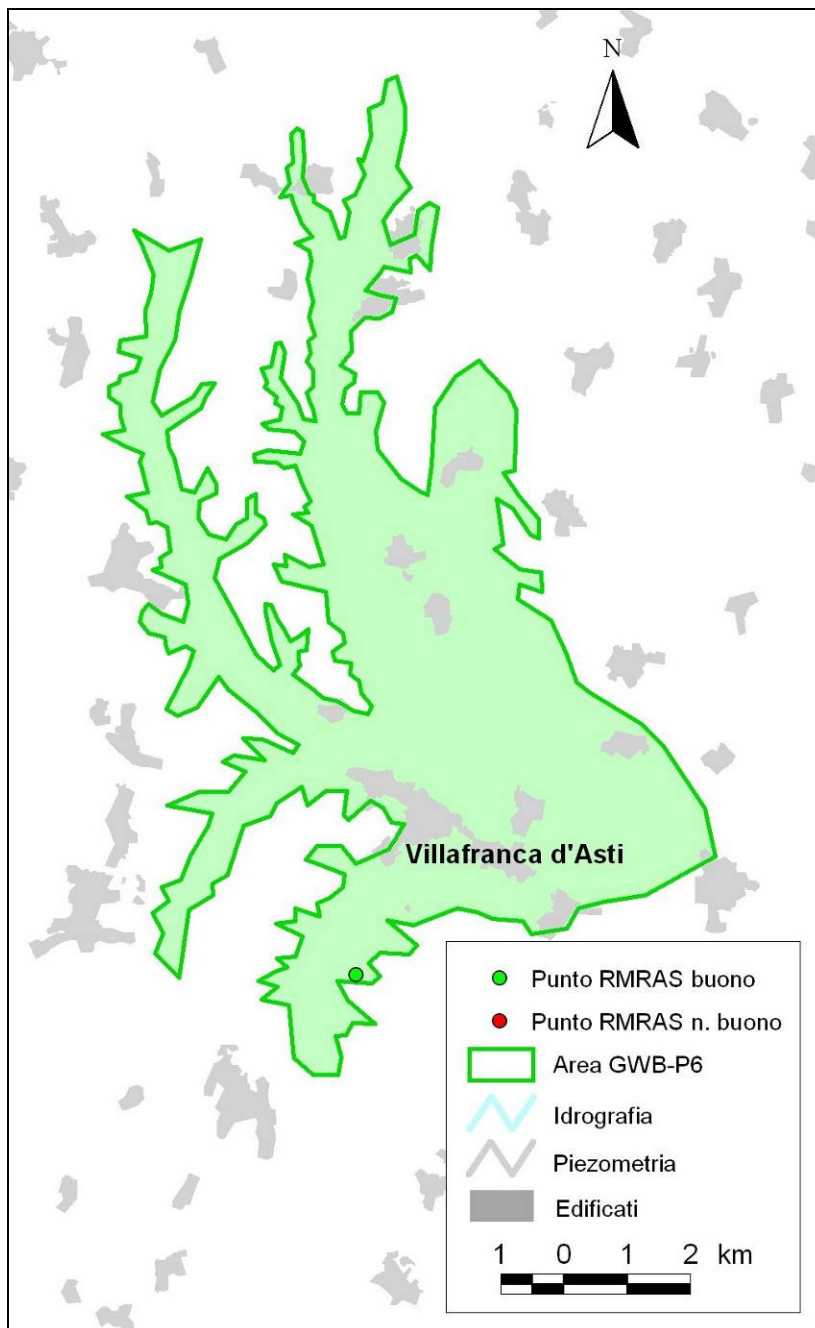 N
Villafranca d'Asti
Punto RMRAS buono
Punto RMRAS n. buono
Area GWB-P6
Idrografia
Piezometria
Edificati
1 0 1 2 km